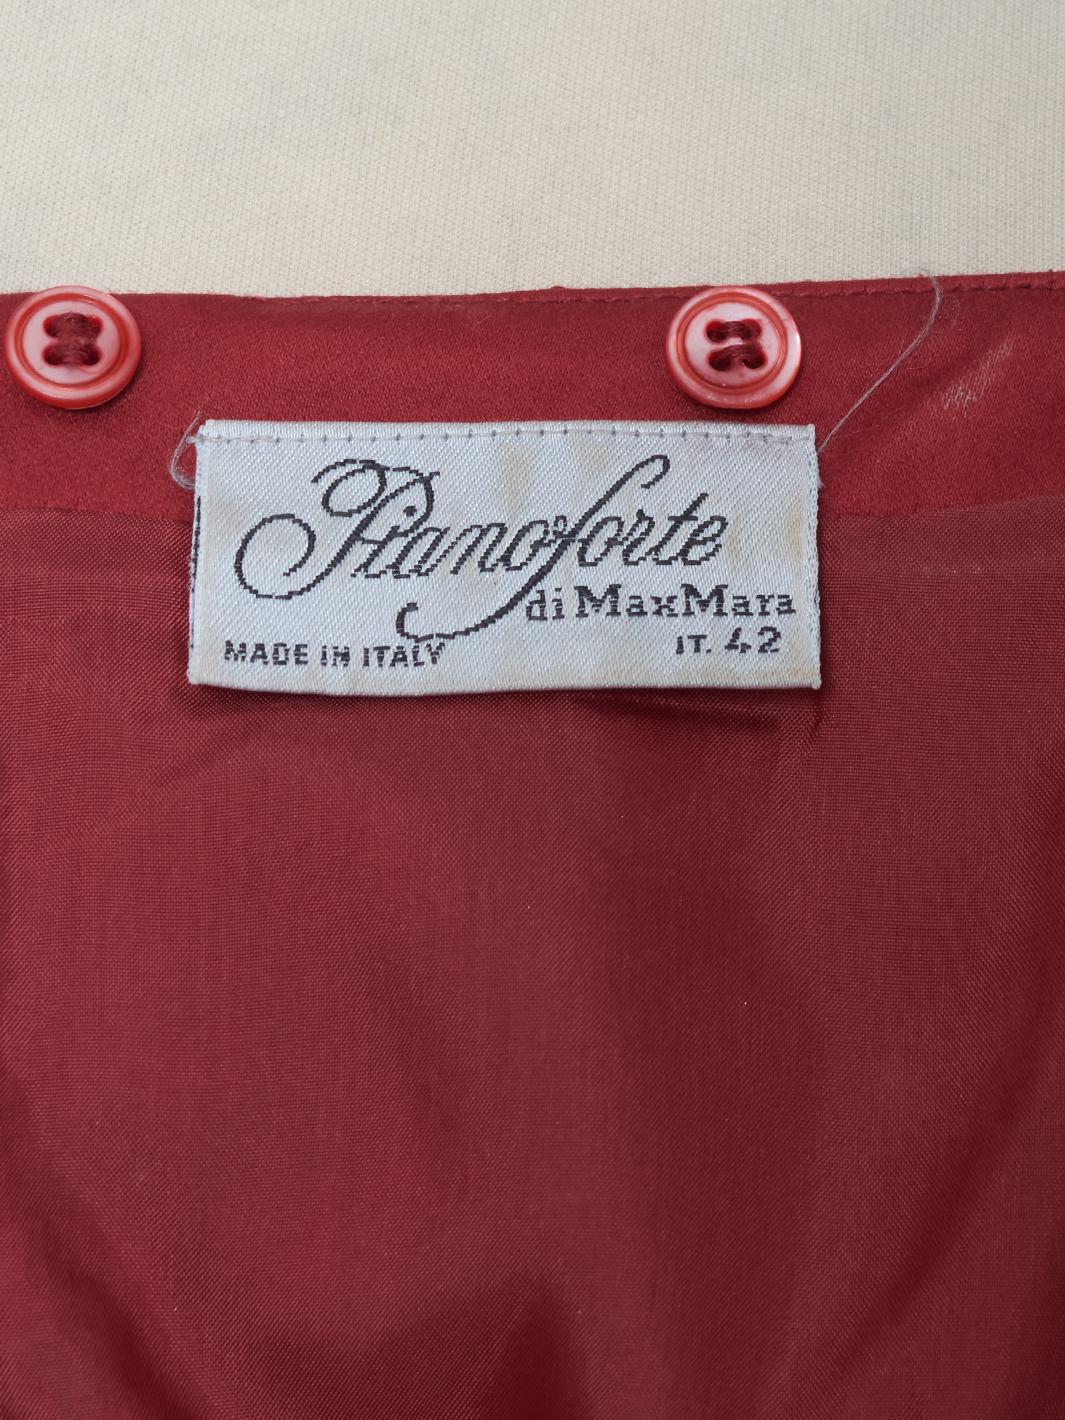 Pianoforte
di MaxMara
MADE IN ITALY IT. 42